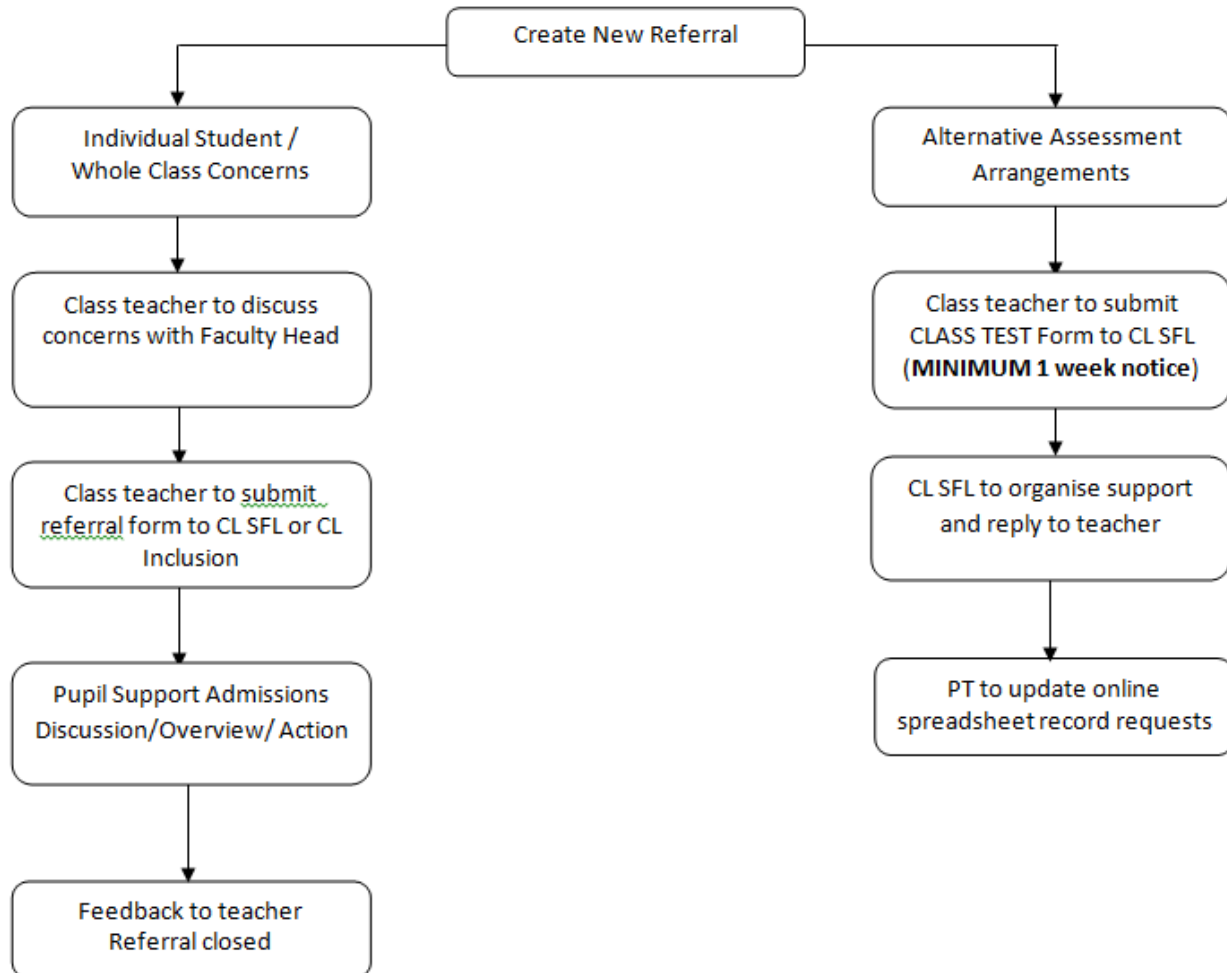 Create New Referral
Individual Student /
Whole Class Concerns
Class teacher to discuss
concerns with Faculty Head
Class teacher to submit
referral form to CL SFL or CL
Inclusion
Pupil Support Admissions
Discussion/Overview/ Action
Feedback to teacher
Referral closed
Alternative Assessment
Arrangements
Class teacher to submit
CLASS TEST Form to CL SFL
(MINIMUM 1 week notice)
CL SFL to organise support
and reply to teacher
PT to update online
spreadsheet record requests